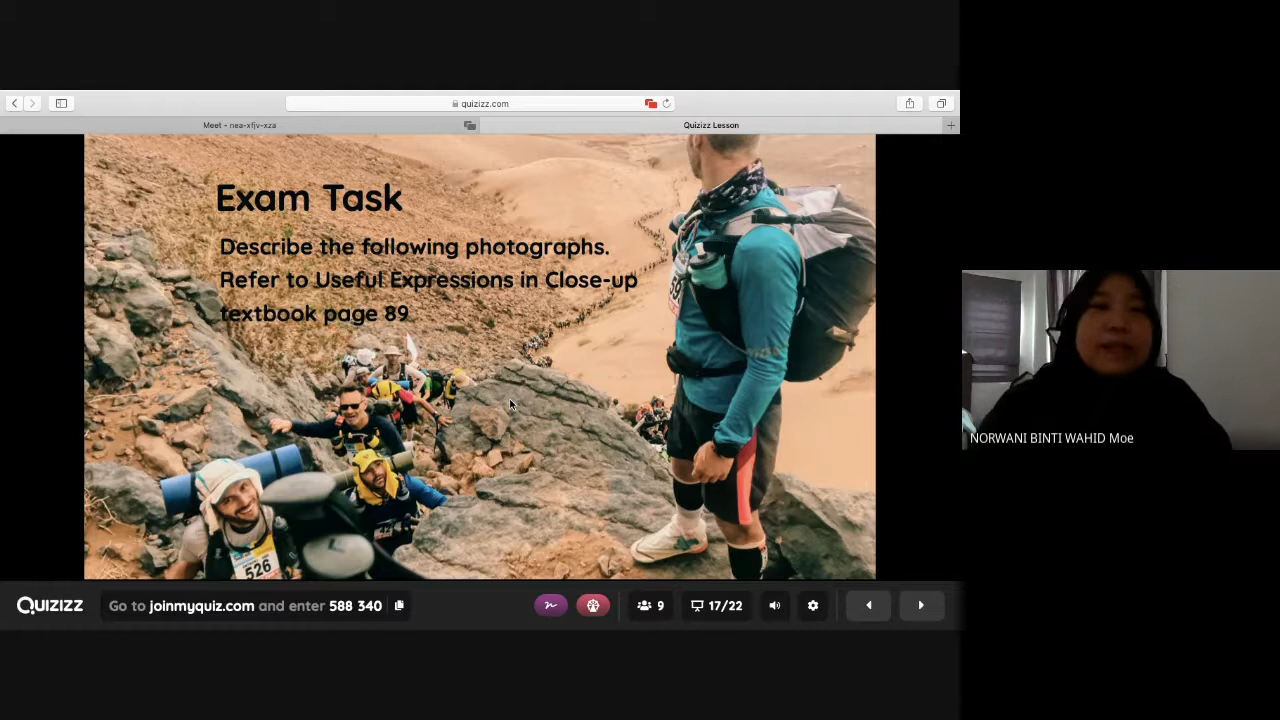 quizizz.com
Meet - nea-xfjv-xza
Quizizz Lesson
Exam Task
Describe the following photographs.
Refer to Useful Expressions in Close-up
textbook page 89
526
NORWANI BINTI WAHID Moe
QUIZIZZ
Go to joinmyquiz.com and enter 588 340
9
17/22